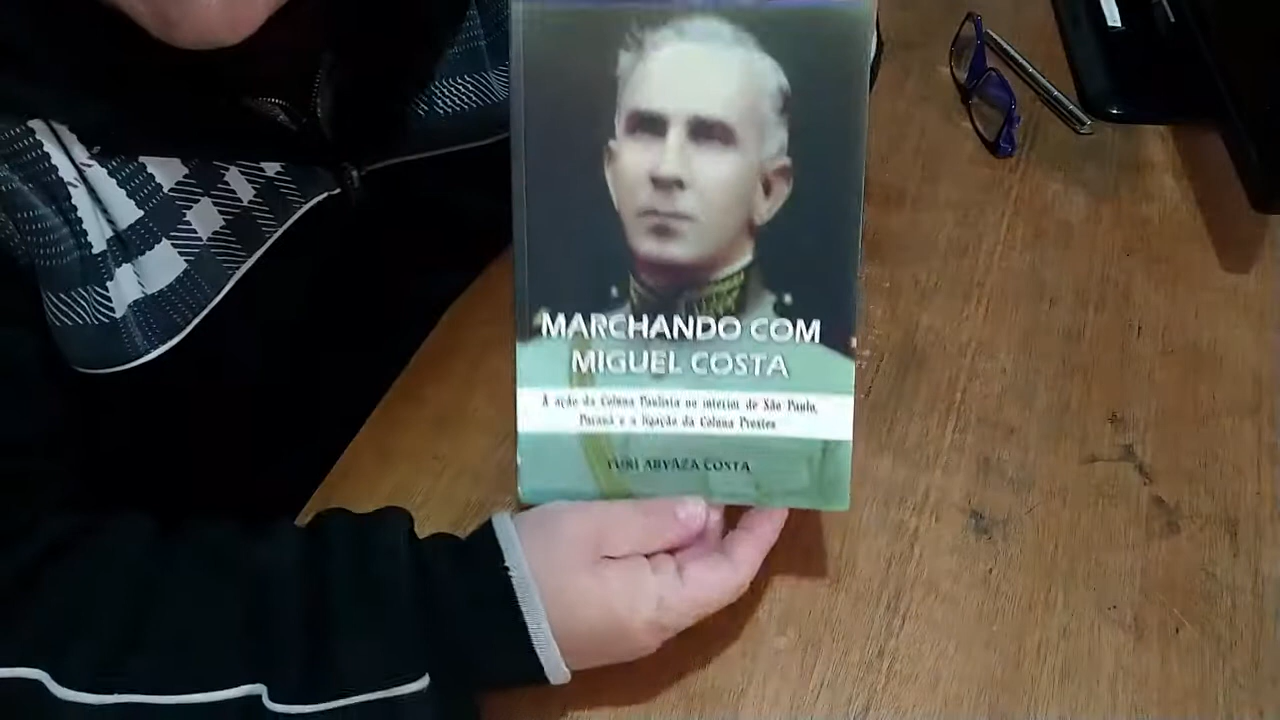 MARCHANDO COM
MIGUEL COSTA
A ação da Coluna Paulista no interior de São Paulo,
Paraná e a ligação da Coluna Prestes
YURI ABYAZA COSTA